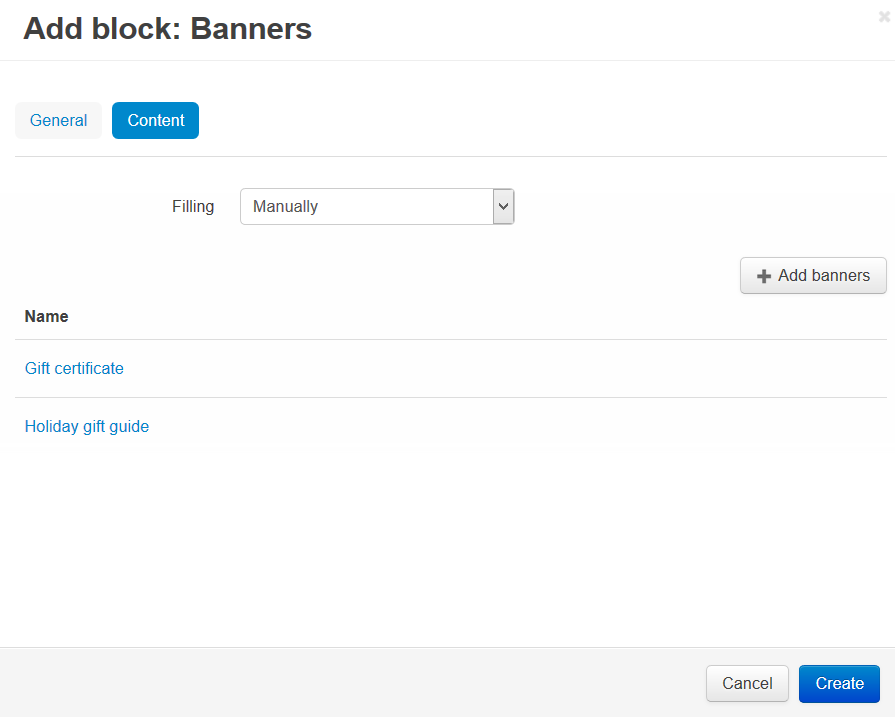 Add block: Banners
General
Content
Filling
Manually
Add banners
Name
Gift certificate
Holiday gift guide
Cancel
Create